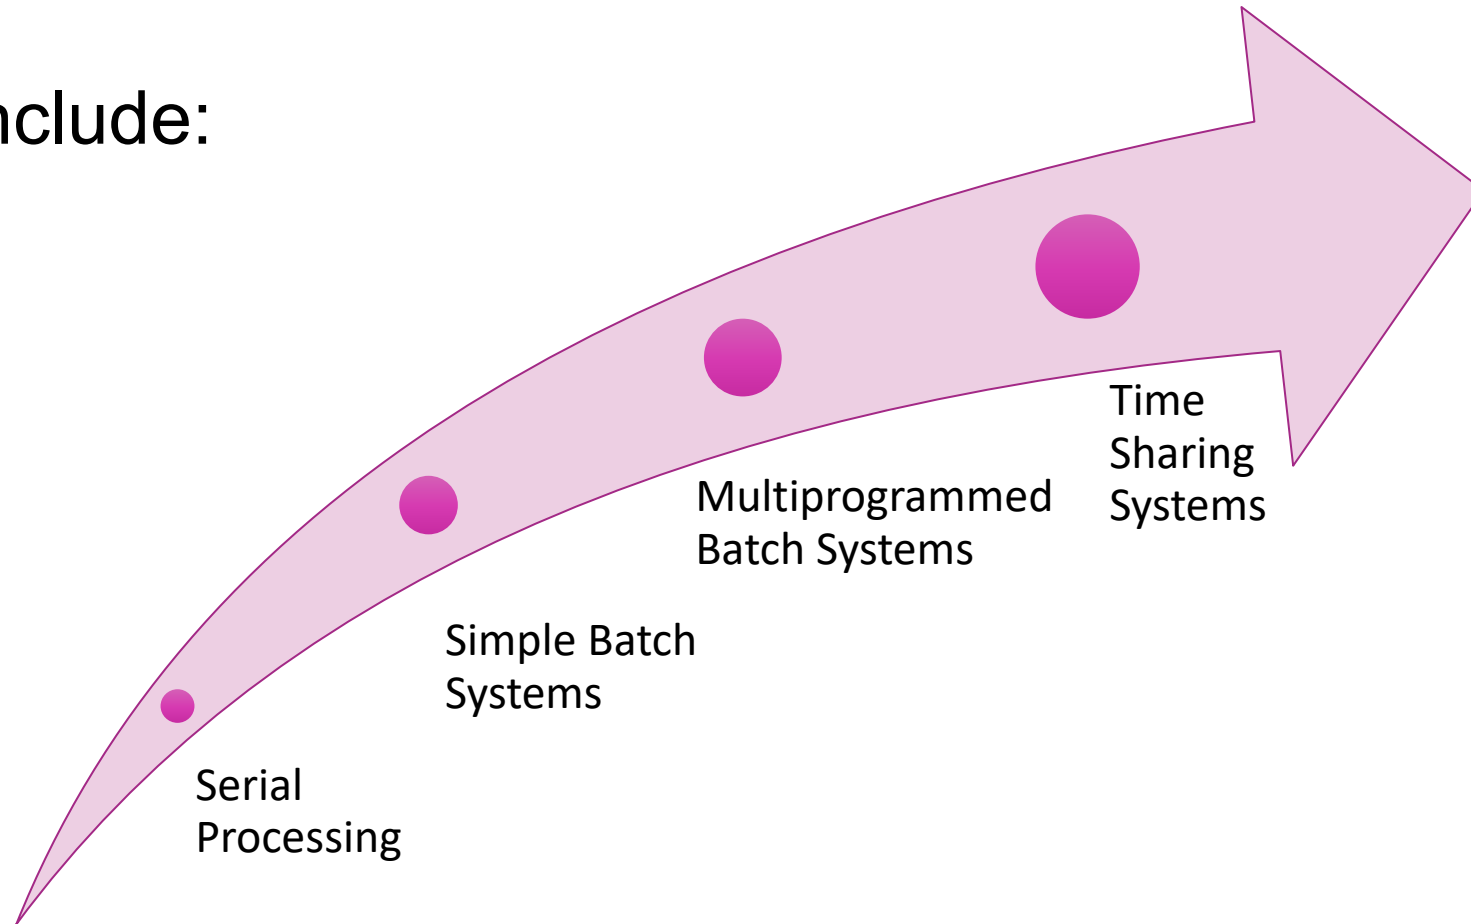 nclude:
Time
Sharing
Systems
Multiprogrammed
Batch Systems
Simple Batch
Systems
Serial
Processing